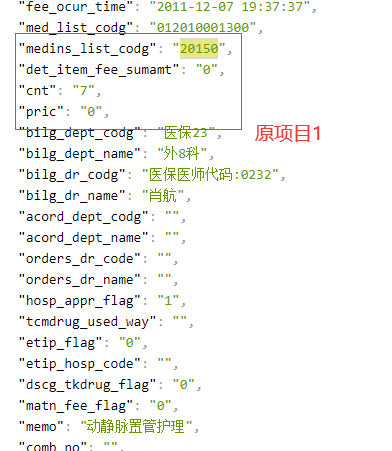 "fee_ocur_time": "2011-12-07 19:37:37",
"med_list_codg": "012010001300",
"medins_list_codg": "20150",
"det_item_fee_sumamt": "0",
"cnt": "7",
"pric": "0",
原项目1
"bilg_dept_codg": "医保23",
"bilg_dept_name": "外8科",
"bilg_dr_codg": "医保医师代码:0232",
"bilg_dr_name": "肖航",
"acord_dept_codg": "",
"acord_dept_name": "",
"orders_dr_code": "",
"orders_dr_name": "",
"hosp_appr_flag": "1",
"tcmdrug_used_way": "",
"etip_flag": "0",
"etip_hosp_code": "",
"dscg_tkdrug_flag": "0",
"matn_fee_flag": "0",
"memo": "动静脉置管护理",
"comb_no": "",